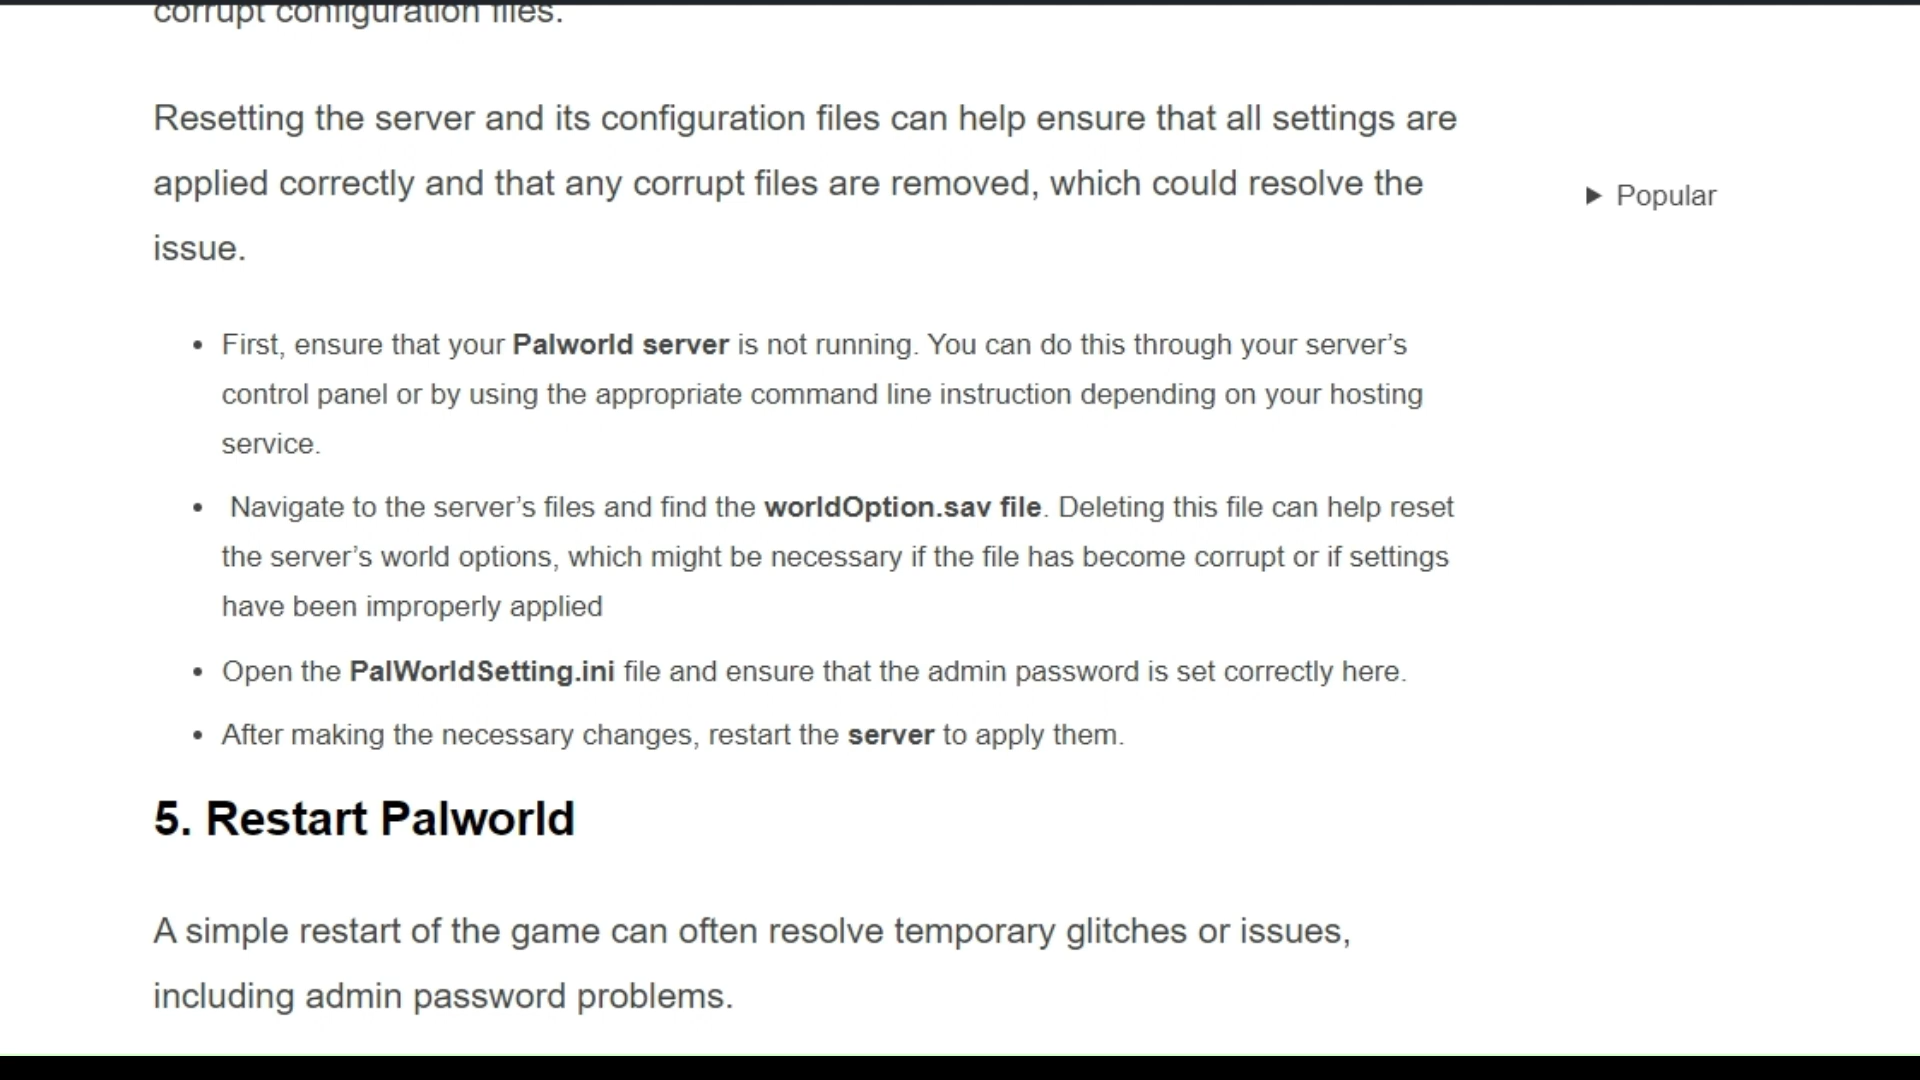 corrupt configuration files.
Resetting the server and its configuration files can help ensure that all settings are
applied correctly and that any corrupt files are removed, which could resolve the
issue.
▶ Popular
• First, ensure that your Palworld server is not running. You can do this through your server’s
control panel or by using the appropriate command line instruction depending on your hosting
service.
• Navigate to the server’s files and find the worldOption.sav file. Deleting this file can help reset
the server’s world options, which might be necessary if the file has become corrupt or if settings
have been improperly applied
• Open the PalWorldSetting.ini file and ensure that the admin password is set correctly here.
• After making the necessary changes, restart the server to apply them.
5. Restart Palworld
A simple restart of the game can often resolve temporary glitches or issues,
including admin password problems.